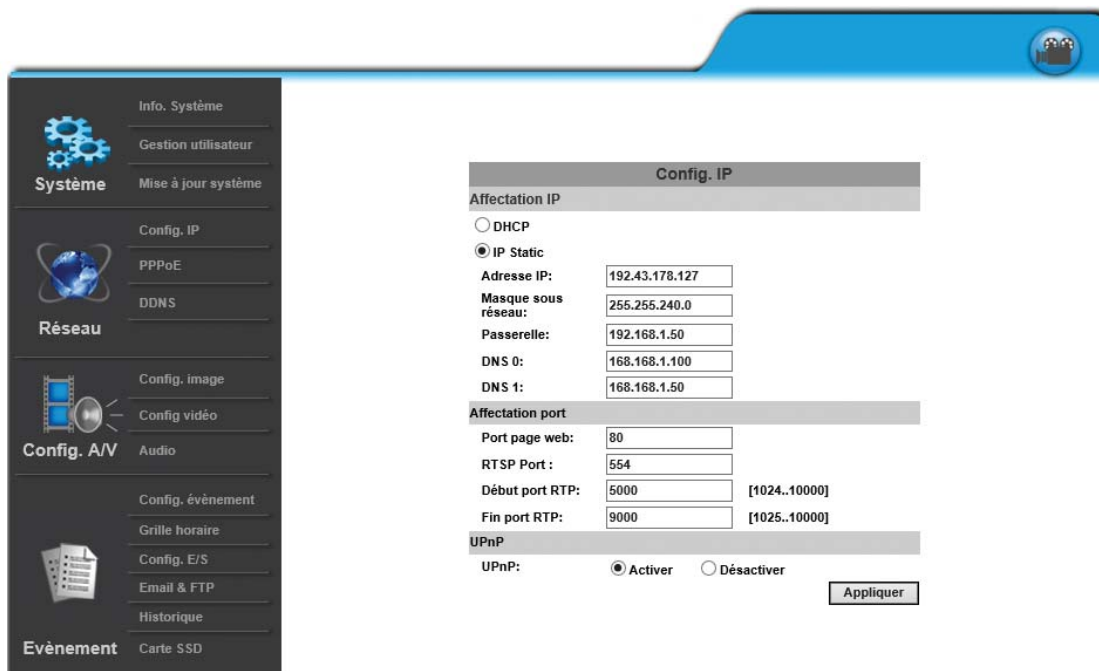 Info. Système
Gestion utilisateur
Système
Mise à jour système
Config. IP
PPPoE
DDNS
Réseau
Config. image
Config vidéo
Config. A/V
Audio
Config. évènement
Grille horaire
Config. E/S
Email & FTP
Historique
Evènement
Carte SSD
Config. IP
Affectation IP
DHCP
IP Static
Adresse IP: 192.43.178.127
Masque sous
réseau: 255.255.240.0
Passerelle: 192.168.1.50
DNS 0: 168.168.1.100
DNS 1: 168.168.1.50
Affectation port
Port page web: 80
RTSP Port : 554
Début port RTP: 5000 [1024..10000]
Fin port RTP: 9000 [1025..10000]
UPnP
UPnP: Activer Désactiver
Appliquer